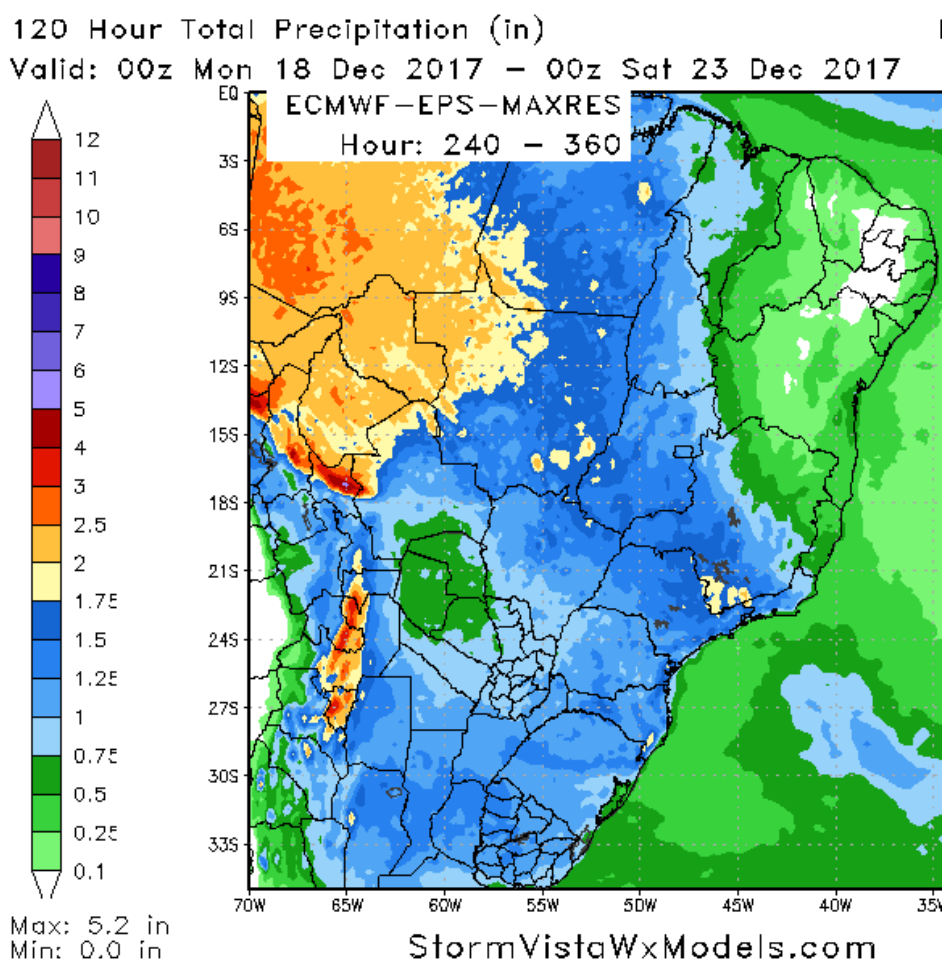 120 Hour Total Precipitation (in)
Valid: 00z Mon 18 Dec 2017 – 00z Sat 23 Dec 2017
ECMWF–EPS–MAXRES
Hour: 240 – 360
12
11
10
9
8
7
6
5
4
3
2.5
2
1.75
1.5
1.25
1
0.75
0.5
0.25
0.1
EQ
3S
6S
9S
12S
15S
18S
21S
24S
27S
30S
33S
70W
65W
60W
55W
50W
45W
40W
35W
Max: 5.2 in
Min: 0.0 in
StormVistaWxModels.com